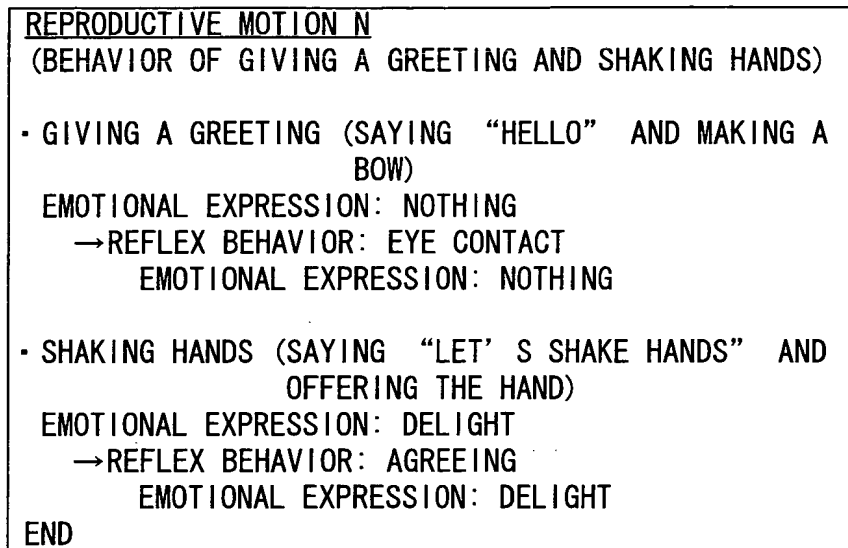 REPRODUCTIVE MOTION N
(BEHAVIOR OF GIVING A GREETING AND SHAKING HANDS)
・GIVING A GREETING (SAYING “HELLO” AND MAKING A
BOW)
EMOTIONAL EXPRESSION: NOTHING
→REFLEX BEHAVIOR: EYE CONTACT
EMOTIONAL EXPRESSION: NOTHING
・SHAKING HANDS (SAYING “LET’ S SHAKE HANDS” AND
OFFERING THE HAND)
EMOTIONAL EXPRESSION: DELIGHT
→REFLEX BEHAVIOR: AGREEING
EMOTIONAL EXPRESSION: DELIGHT
END